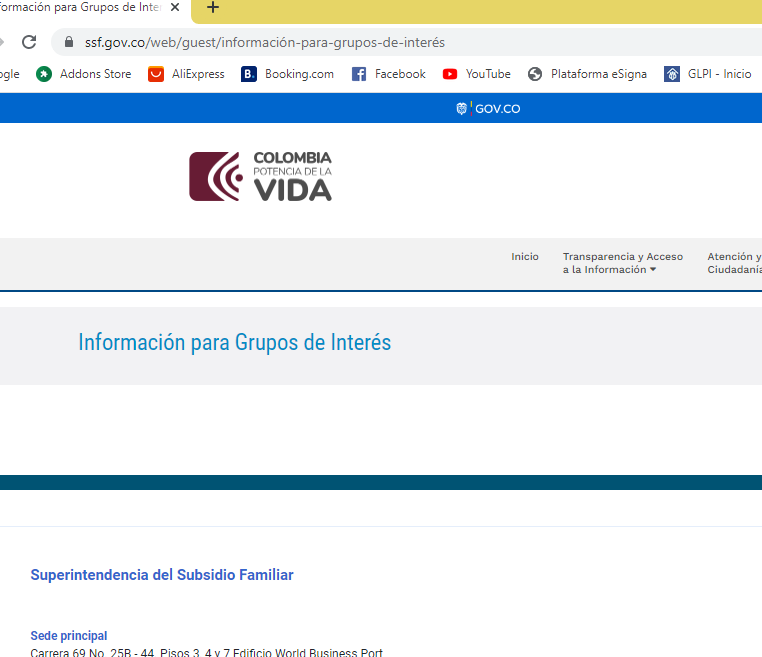 formación para Grupos de Inter
ssf.gov.co/web/guest/información-para-grupos-de-interés
ogle Addons Store AliExpress B. Booking.com Facebook YouTube Plataforma eSigna GLPI - Inicio
GOV.CO
COLOMBIA
POTENCIA DE LA
VIDA
Inicio Transparencia y Acceso Atención y
a la Información Ciudadanía
Información para Grupos de Interés
Superintendencia del Subsidio Familiar
Sede principal
Carrera 69 No. 25B - 44. Pisos 3, 4 y 7 Edificio World Business Port